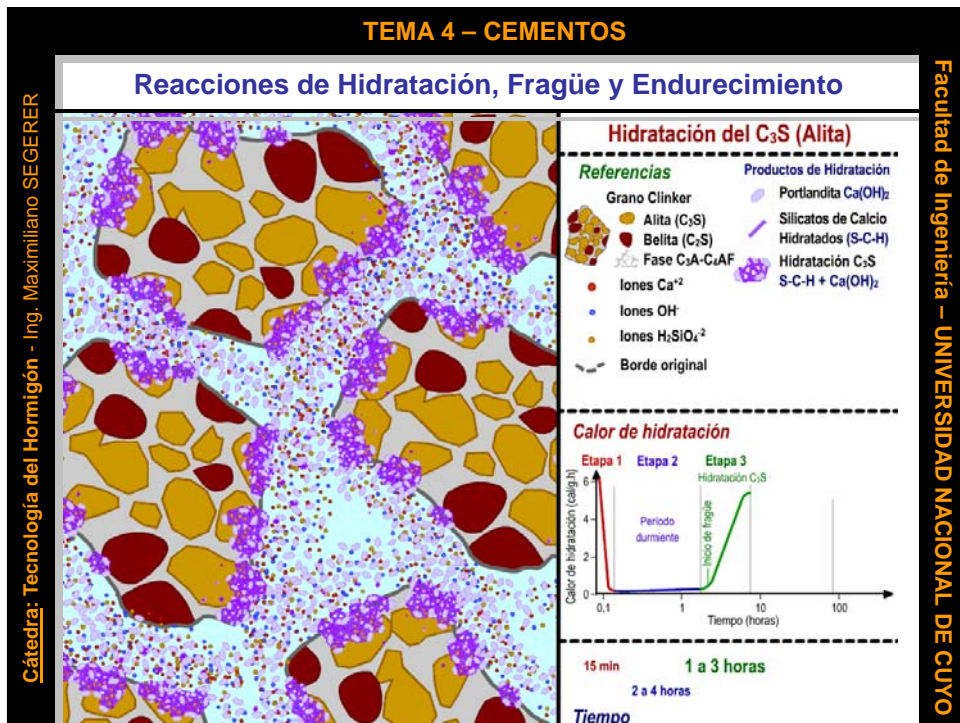 TEMA 4 – CEMENTOS
Reacciones de Hidratación, Fragüe y Endurecimiento
Cátedra: Tecnología del Hormigón - Ing. Maximiliano SEGERER
Facultad de Ingeniería – UNIVERSIDAD NACIONAL DE CUYO
Hidratación del C₃S (Alita)
Referencias
Grano Clinker
Alita (C₃S)
Belita (C₂S)
Fase C₃A-C₄AF
Iones Ca⁺²
Iones OH⁻
Iones H₂SiO₄⁻²
Borde original
Productos de Hidratación
Portlandita Ca(OH)₂
Silicatos de Calcio
Hidratados (S-C-H)
Hidratación C₃S
S-C-H + Ca(OH)₂
Calor de hidratación
Etapa 1 Etapa 2 Etapa 3
Hidratación C₃S
Calor de hidratación (cal/g.h)
6
4
2
0
Período
durmiente
Inicio de fragüe
0,1 1 10 100
Tiempo (horas)
15 min
1 a 3 horas
2 a 4 horas
Tiempo